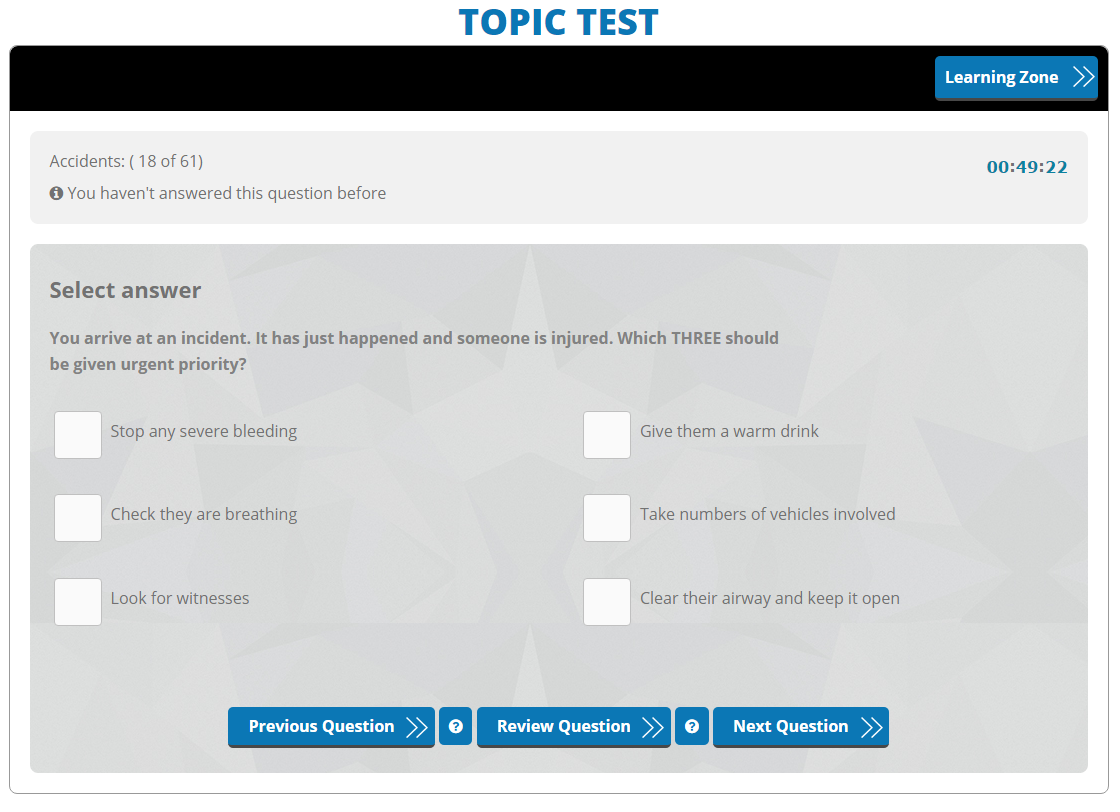 TOPIC TEST
Learning Zone
Accidents: ( 18 of 61)
00:49:22
You haven't answered this question before
Select answer
You arrive at an incident. It has just happened and someone is injured. Which THREE should
be given urgent priority?
Stop any severe bleeding
Give them a warm drink
Check they are breathing
Take numbers of vehicles involved
Look for witnesses
Clear their airway and keep it open
Previous Question
?
Review Question
?
Next Question